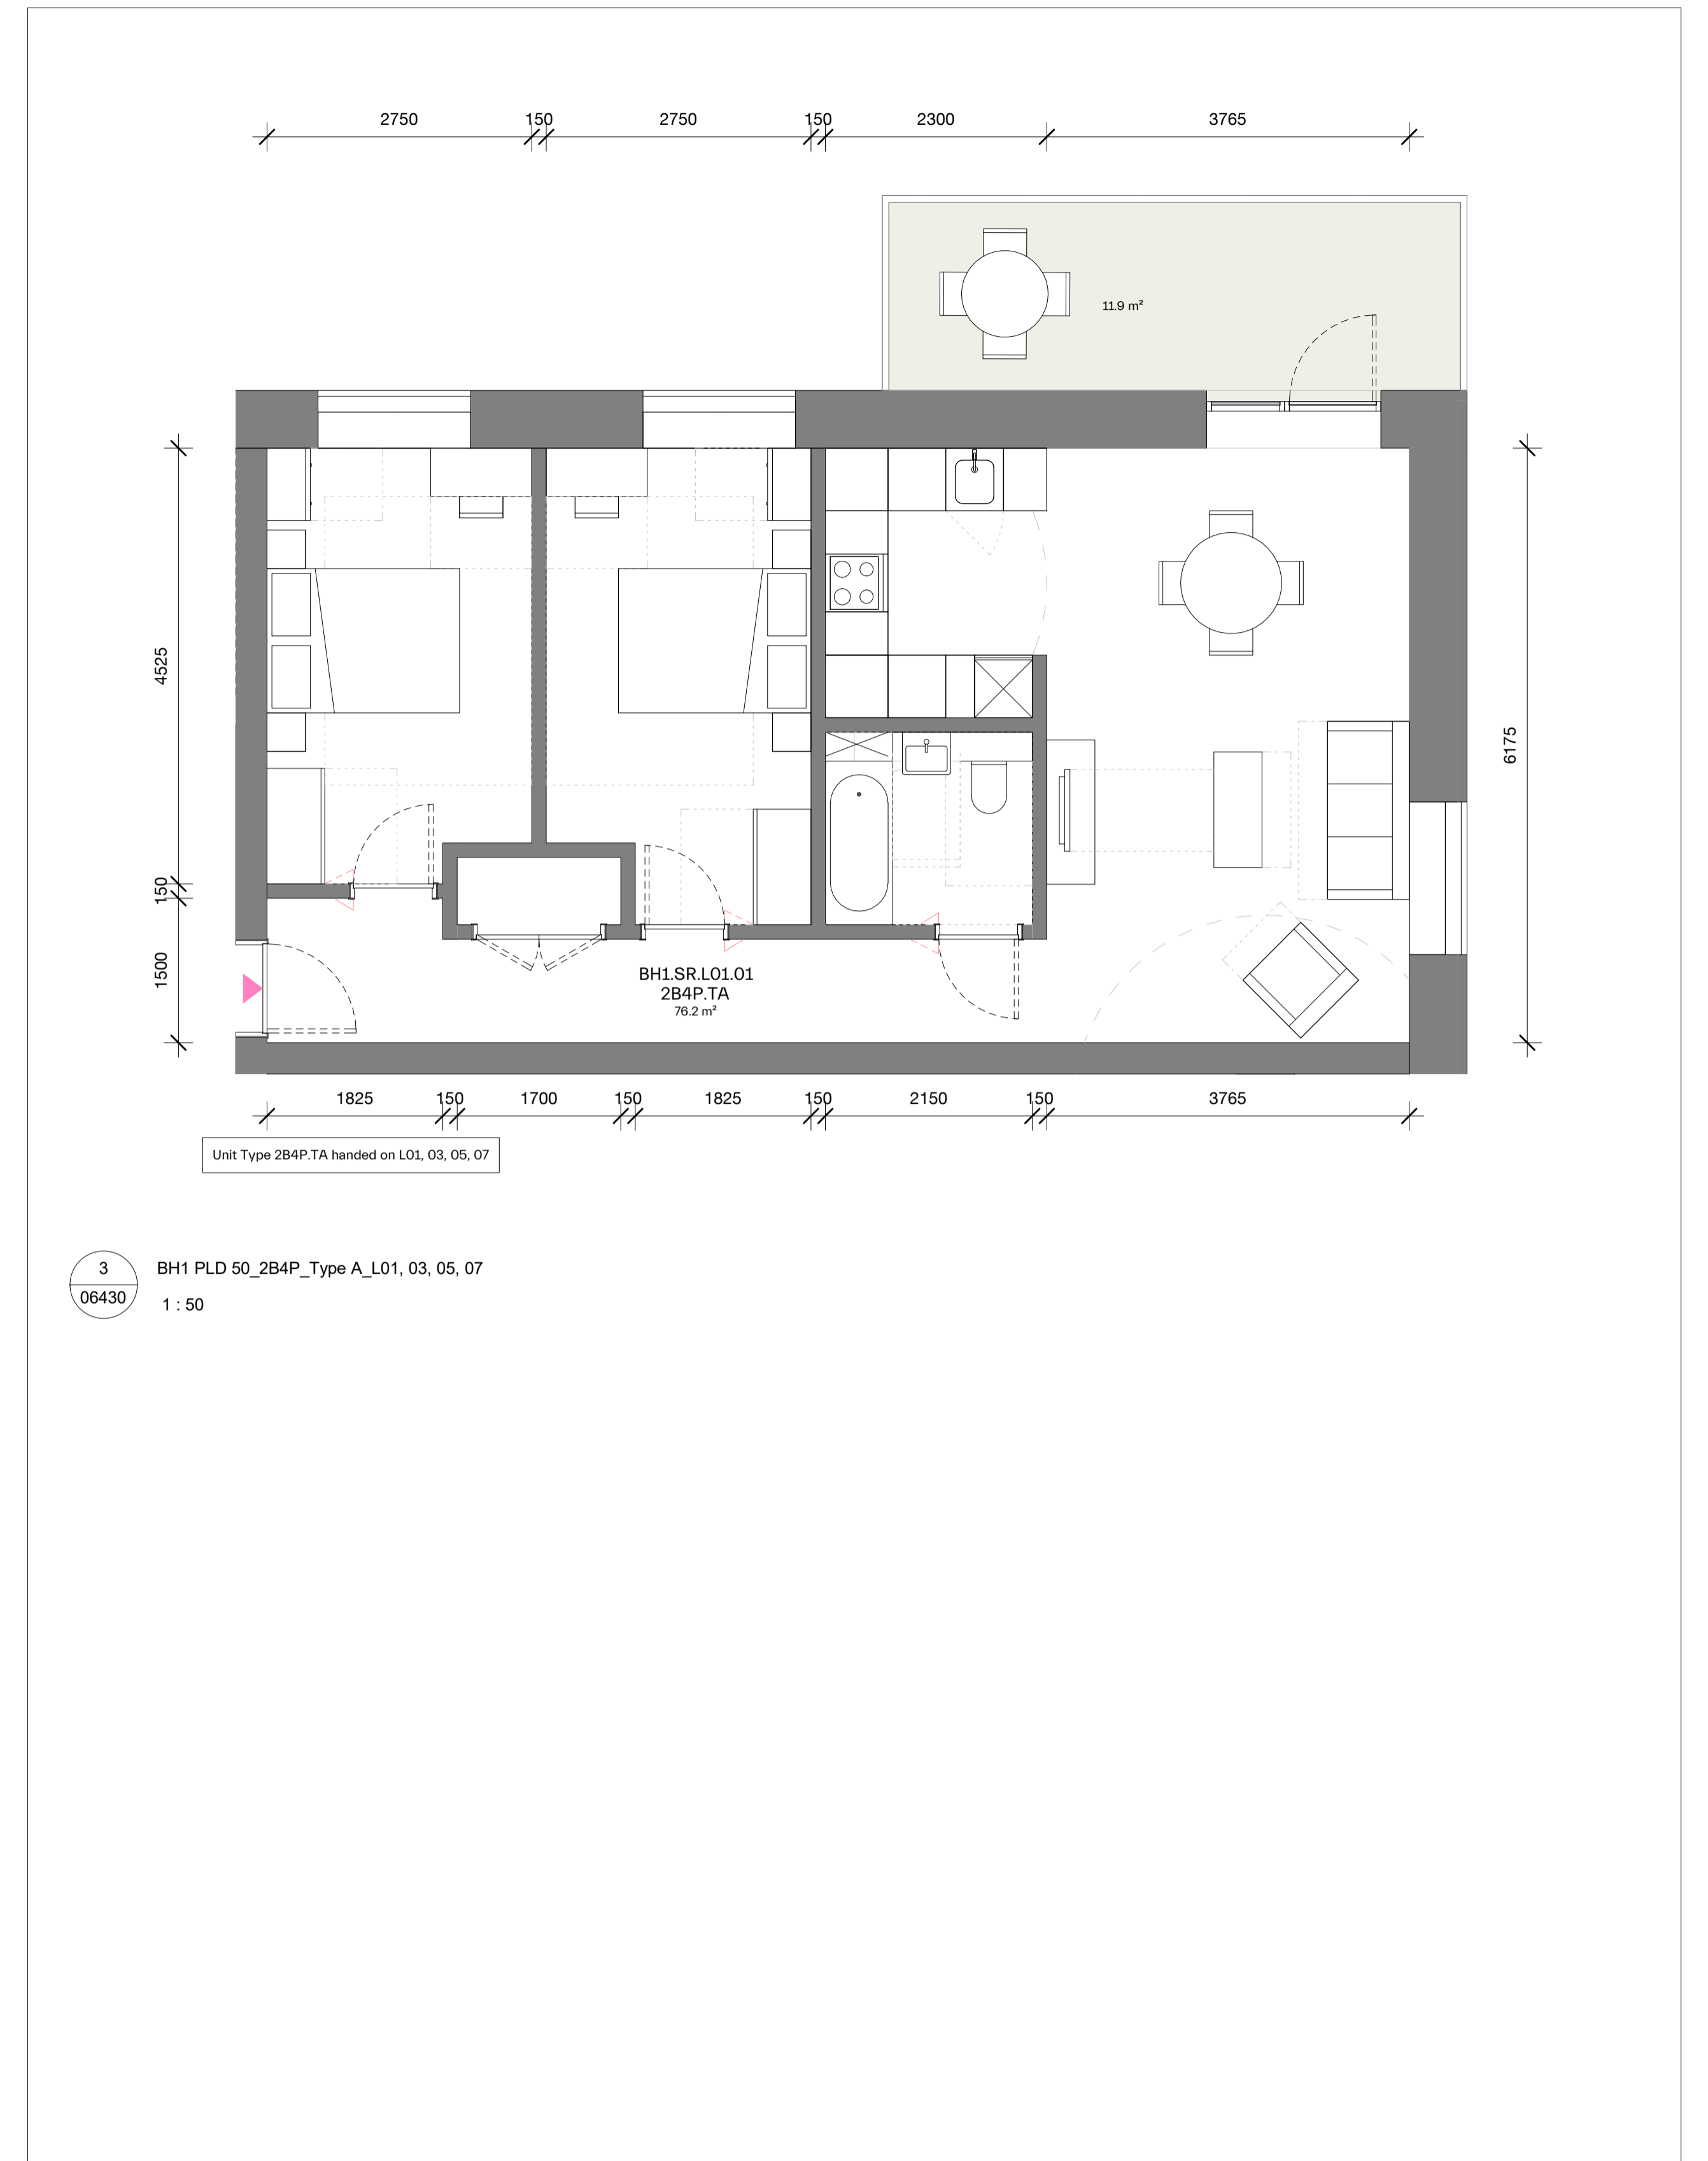 2750 150 2750 150 2300 3765
11.9 m²
4525
150
1500
6175
BH1.SR.L01.01
2B4P.TA
76.2 m²
1825 150 1700 150 1825 150 2150 150 3765
Unit Type 2B4P.TA handed on L01, 03, 05, 07
3
06430
BH1 PLD 50_2B4P_Type A_L01, 03, 05, 07
1 : 50